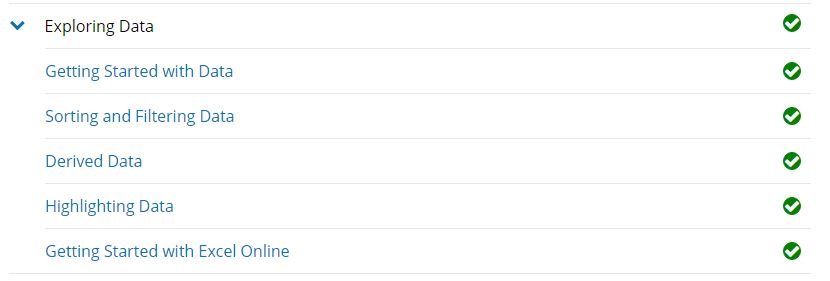 Exploring Data
Getting Started with Data
Sorting and Filtering Data
Derived Data
Highlighting Data
Getting Started with Excel Online